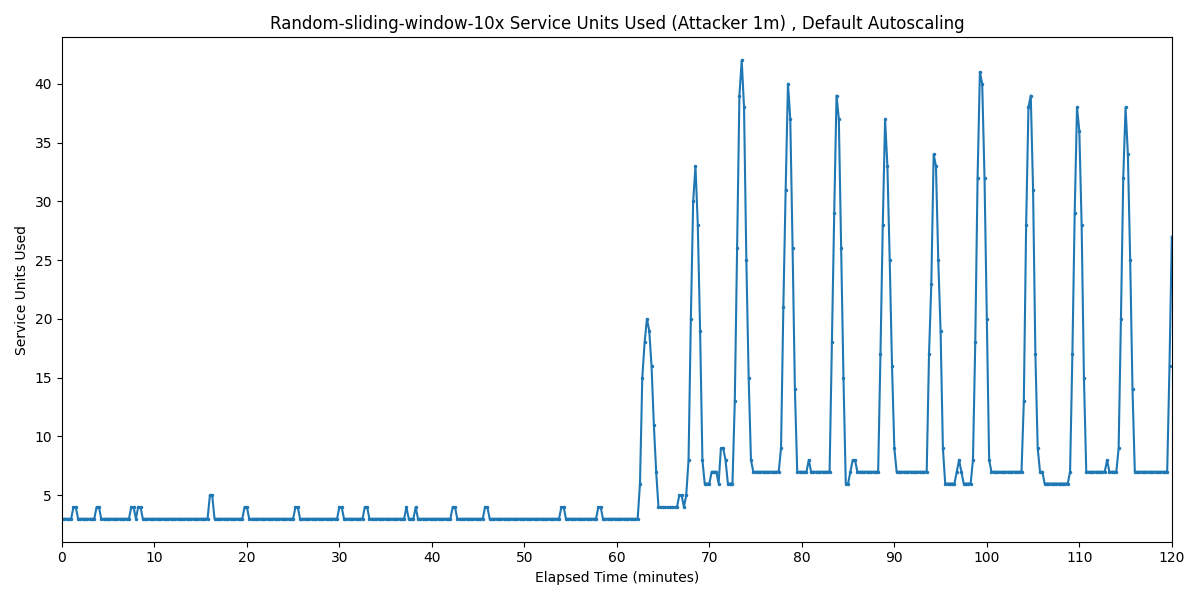 Random-sliding-window-10x Service Units Used (Attacker 1m) , Default Autoscaling
40
35
30
25
20
15
10
5
Service Units Used
0 10 20 30 40 50 60 70 80 90 100 110 120
Elapsed Time (minutes)